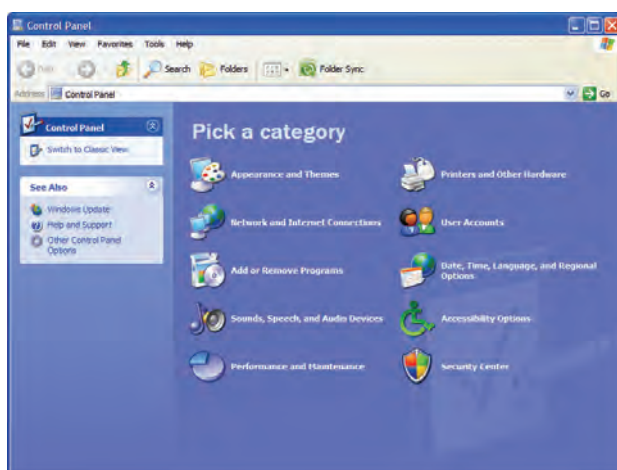 Control Panel
File Edit View Favorites Tools Help
Search Folders Folder Sync
Address Control Panel Go
Control Panel
Switch to Classic View
See Also
Windows Update
Help and Support
Other Control Panel
Options
Pick a category
Appearance and Themes
Printers and Other Hardware
Network and Internet Connections
User Accounts
Add or Remove Programs
Date, Time, Language, and Regional
Options
Sounds, Speech, and Audio Devices
Accessibility Options
Performance and Maintenance
Security Center